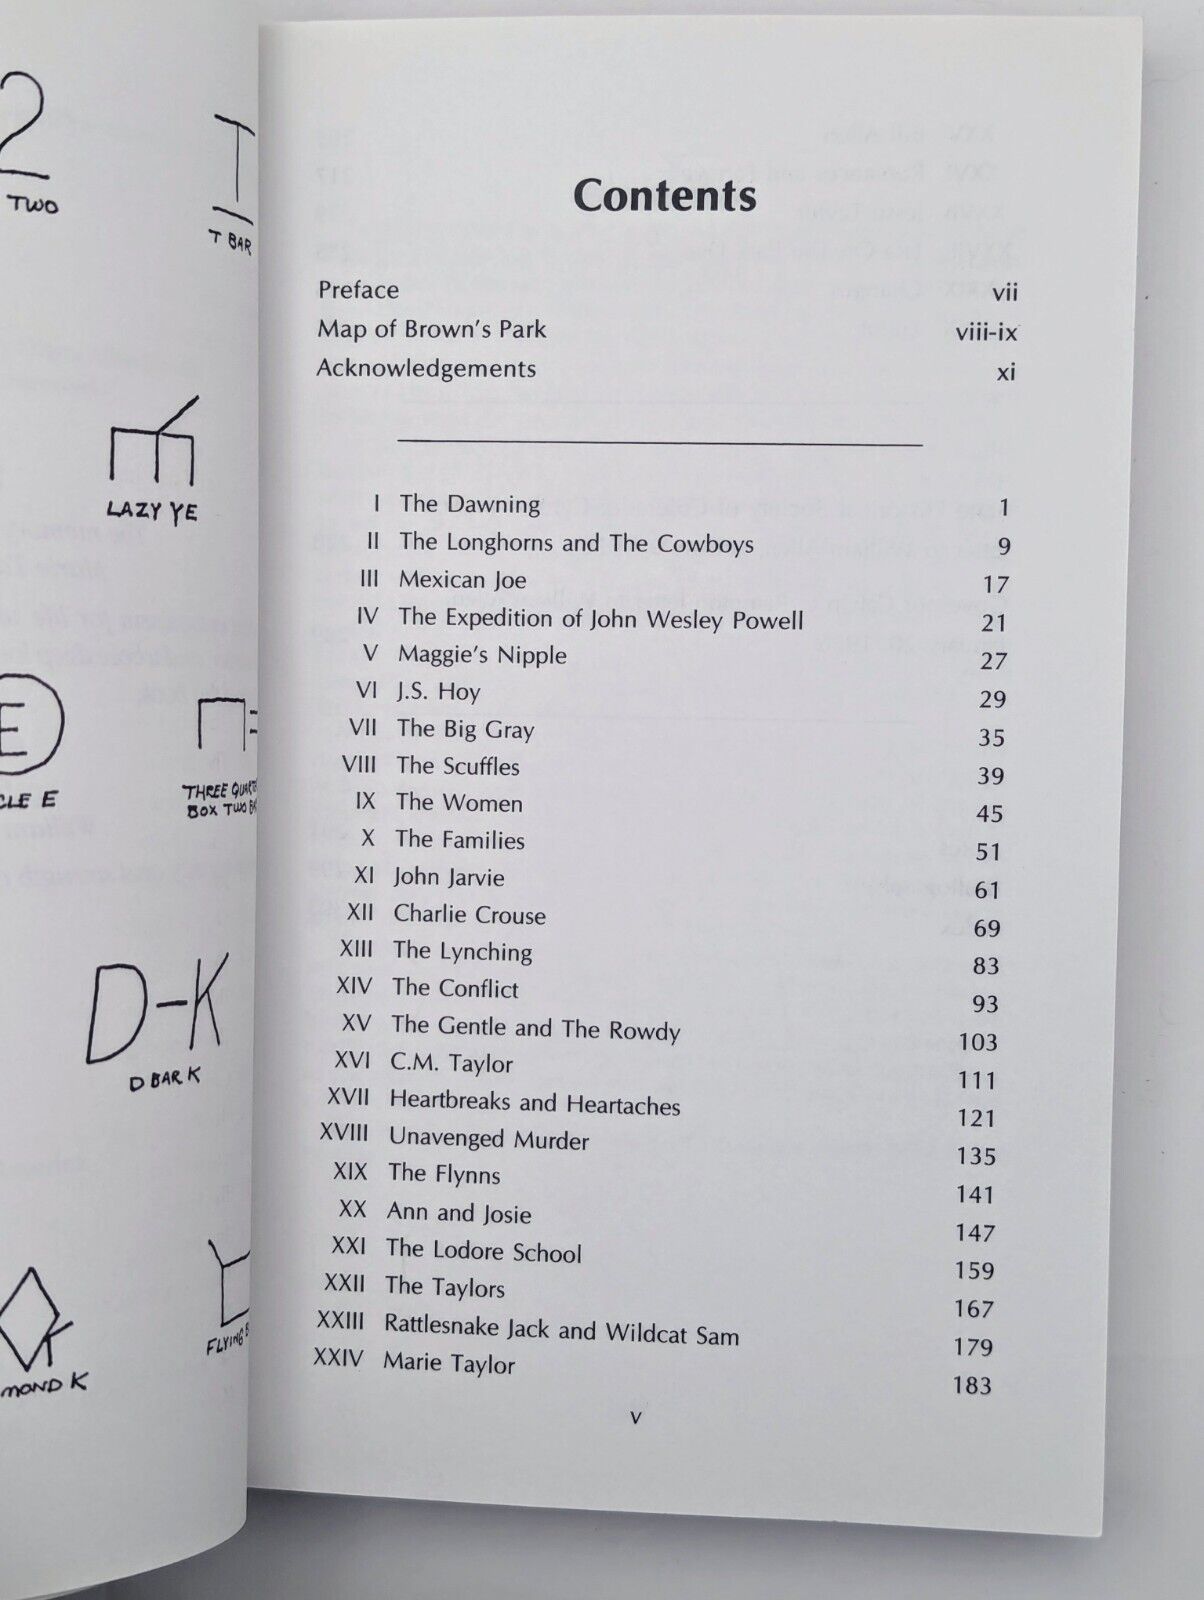 2
TWO
T
T BAR
LAZY YE
E
CLE E
THREE QUART
BOX TWO BA
D-K
D BAR K
K
MOND K
FLYING B
Contents
Preface vii
Map of Brown's Park viii-ix
Acknowledgements xi
I The Dawning 1
II The Longhorns and The Cowboys 9
III Mexican Joe 17
IV The Expedition of John Wesley Powell 21
V Maggie's Nipple 27
VI J.S. Hoy 29
VII The Big Gray 35
VIII The Scuffles 39
IX The Women 45
X The Families 51
XI John Jarvie 61
XII Charlie Crouse 69
XIII The Lynching 83
XIV The Conflict 93
XV The Gentle and The Rowdy 103
XVI C.M. Taylor 111
XVII Heartbreaks and Heartaches 121
XVIII Unavenged Murder 135
XIX The Flynns 141
XX Ann and Josie 147
XXI The Lodore School 159
XXII The Taylors 167
XXIII Rattlesnake Jack and Wildcat Sam 179
XXIV Marie Taylor 183
v